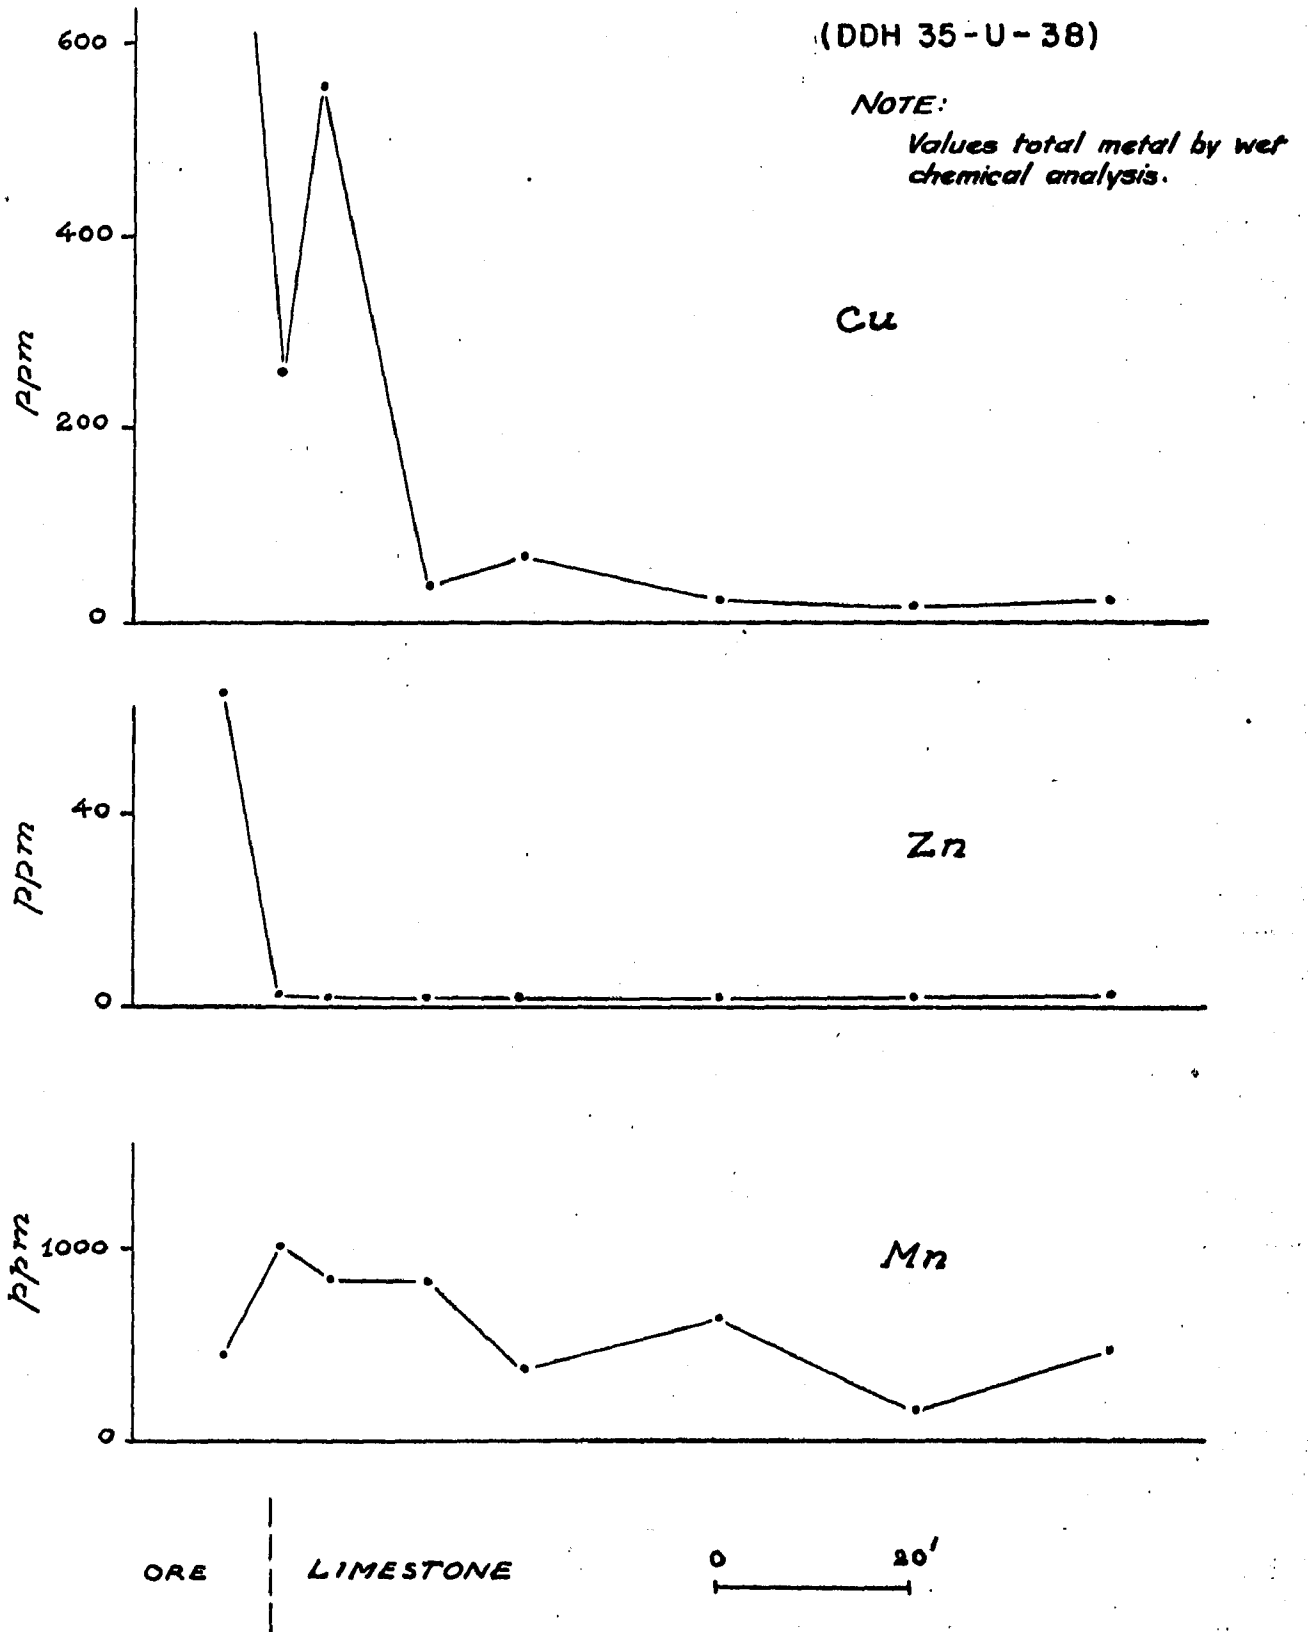 (DDH 35-U-38)
NOTE:
Values total metal by wet
chemical analysis.
600
400
200
0
ppm
Cu
40
0
ppm
Zn
1000
0
ppm
Mn
ORE
LIMESTONE
0 20'